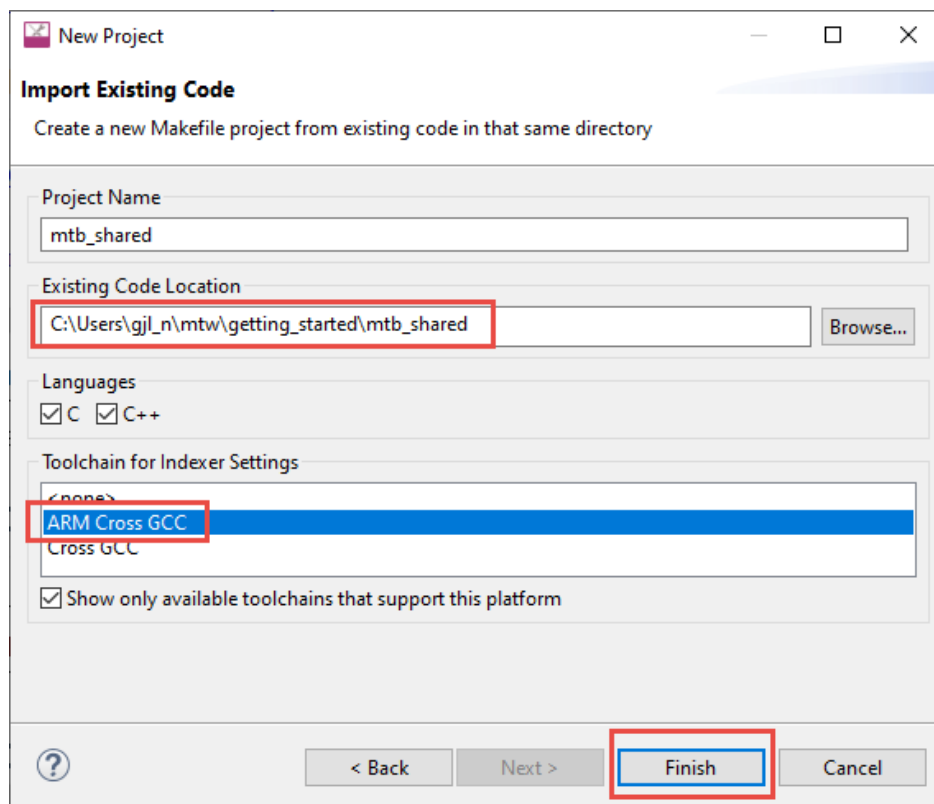 New Project
Import Existing Code
Create a new Makefile project from existing code in that same directory
Project Name
mtb_shared
Existing Code Location
C:\Users\gjl_n\mtw\getting_started\mtb_shared
Browse...
Languages
C C++
Toolchain for Indexer Settings
<none>
ARM Cross GCC
Cross GCC
Show only available toolchains that support this platform
? < Back Next > Finish Cancel